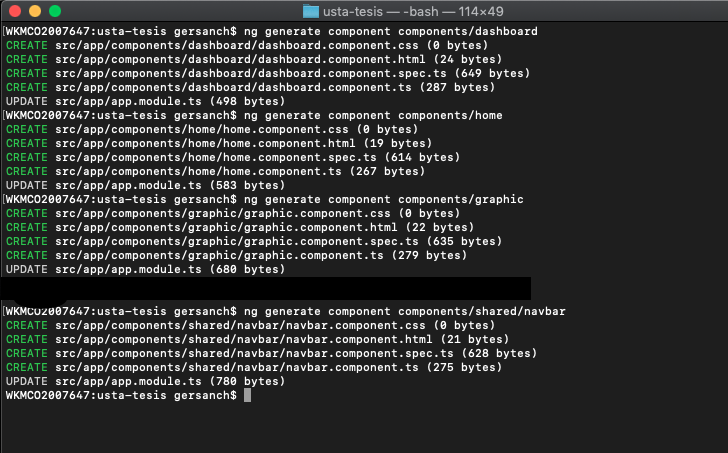 usta-tesis — -bash — 114×49
[WKMCO2007647:usta-tesis gersanch$ ng generate component components/dashboard
CREATE src/app/components/dashboard/dashboard.component.css (0 bytes)
CREATE src/app/components/dashboard/dashboard.component.html (24 bytes)
CREATE src/app/components/dashboard/dashboard.component.spec.ts (649 bytes)
CREATE src/app/components/dashboard/dashboard.component.ts (287 bytes)
UPDATE src/app/app.module.ts (498 bytes)
[WKMCO2007647:usta-tesis gersanch$ ng generate component components/home
CREATE src/app/components/home/home.component.css (0 bytes)
CREATE src/app/components/home/home.component.html (19 bytes)
CREATE src/app/components/home/home.component.spec.ts (614 bytes)
CREATE src/app/components/home/home.component.ts (267 bytes)
UPDATE src/app/app.module.ts (583 bytes)
[WKMCO2007647:usta-tesis gersanch$ ng generate component components/graphic
CREATE src/app/components/graphic/graphic.component.css (0 bytes)
CREATE src/app/components/graphic/graphic.component.html (22 bytes)
CREATE src/app/components/graphic/graphic.component.spec.ts (635 bytes)
CREATE src/app/components/graphic/graphic.component.ts (279 bytes)
UPDATE src/app/app.module.ts (680 bytes)
[WKMCO2007647:usta-tesis gersanch$ ng generate component components/shared/navbar
CREATE src/app/components/shared/navbar/navbar.component.css (0 bytes)
CREATE src/app/components/shared/navbar/navbar.component.html (21 bytes)
CREATE src/app/components/shared/navbar/navbar.component.spec.ts (628 bytes)
CREATE src/app/components/shared/navbar/navbar.component.ts (275 bytes)
UPDATE src/app/app.module.ts (780 bytes)
WKMCO2007647:usta-tesis gersanch$